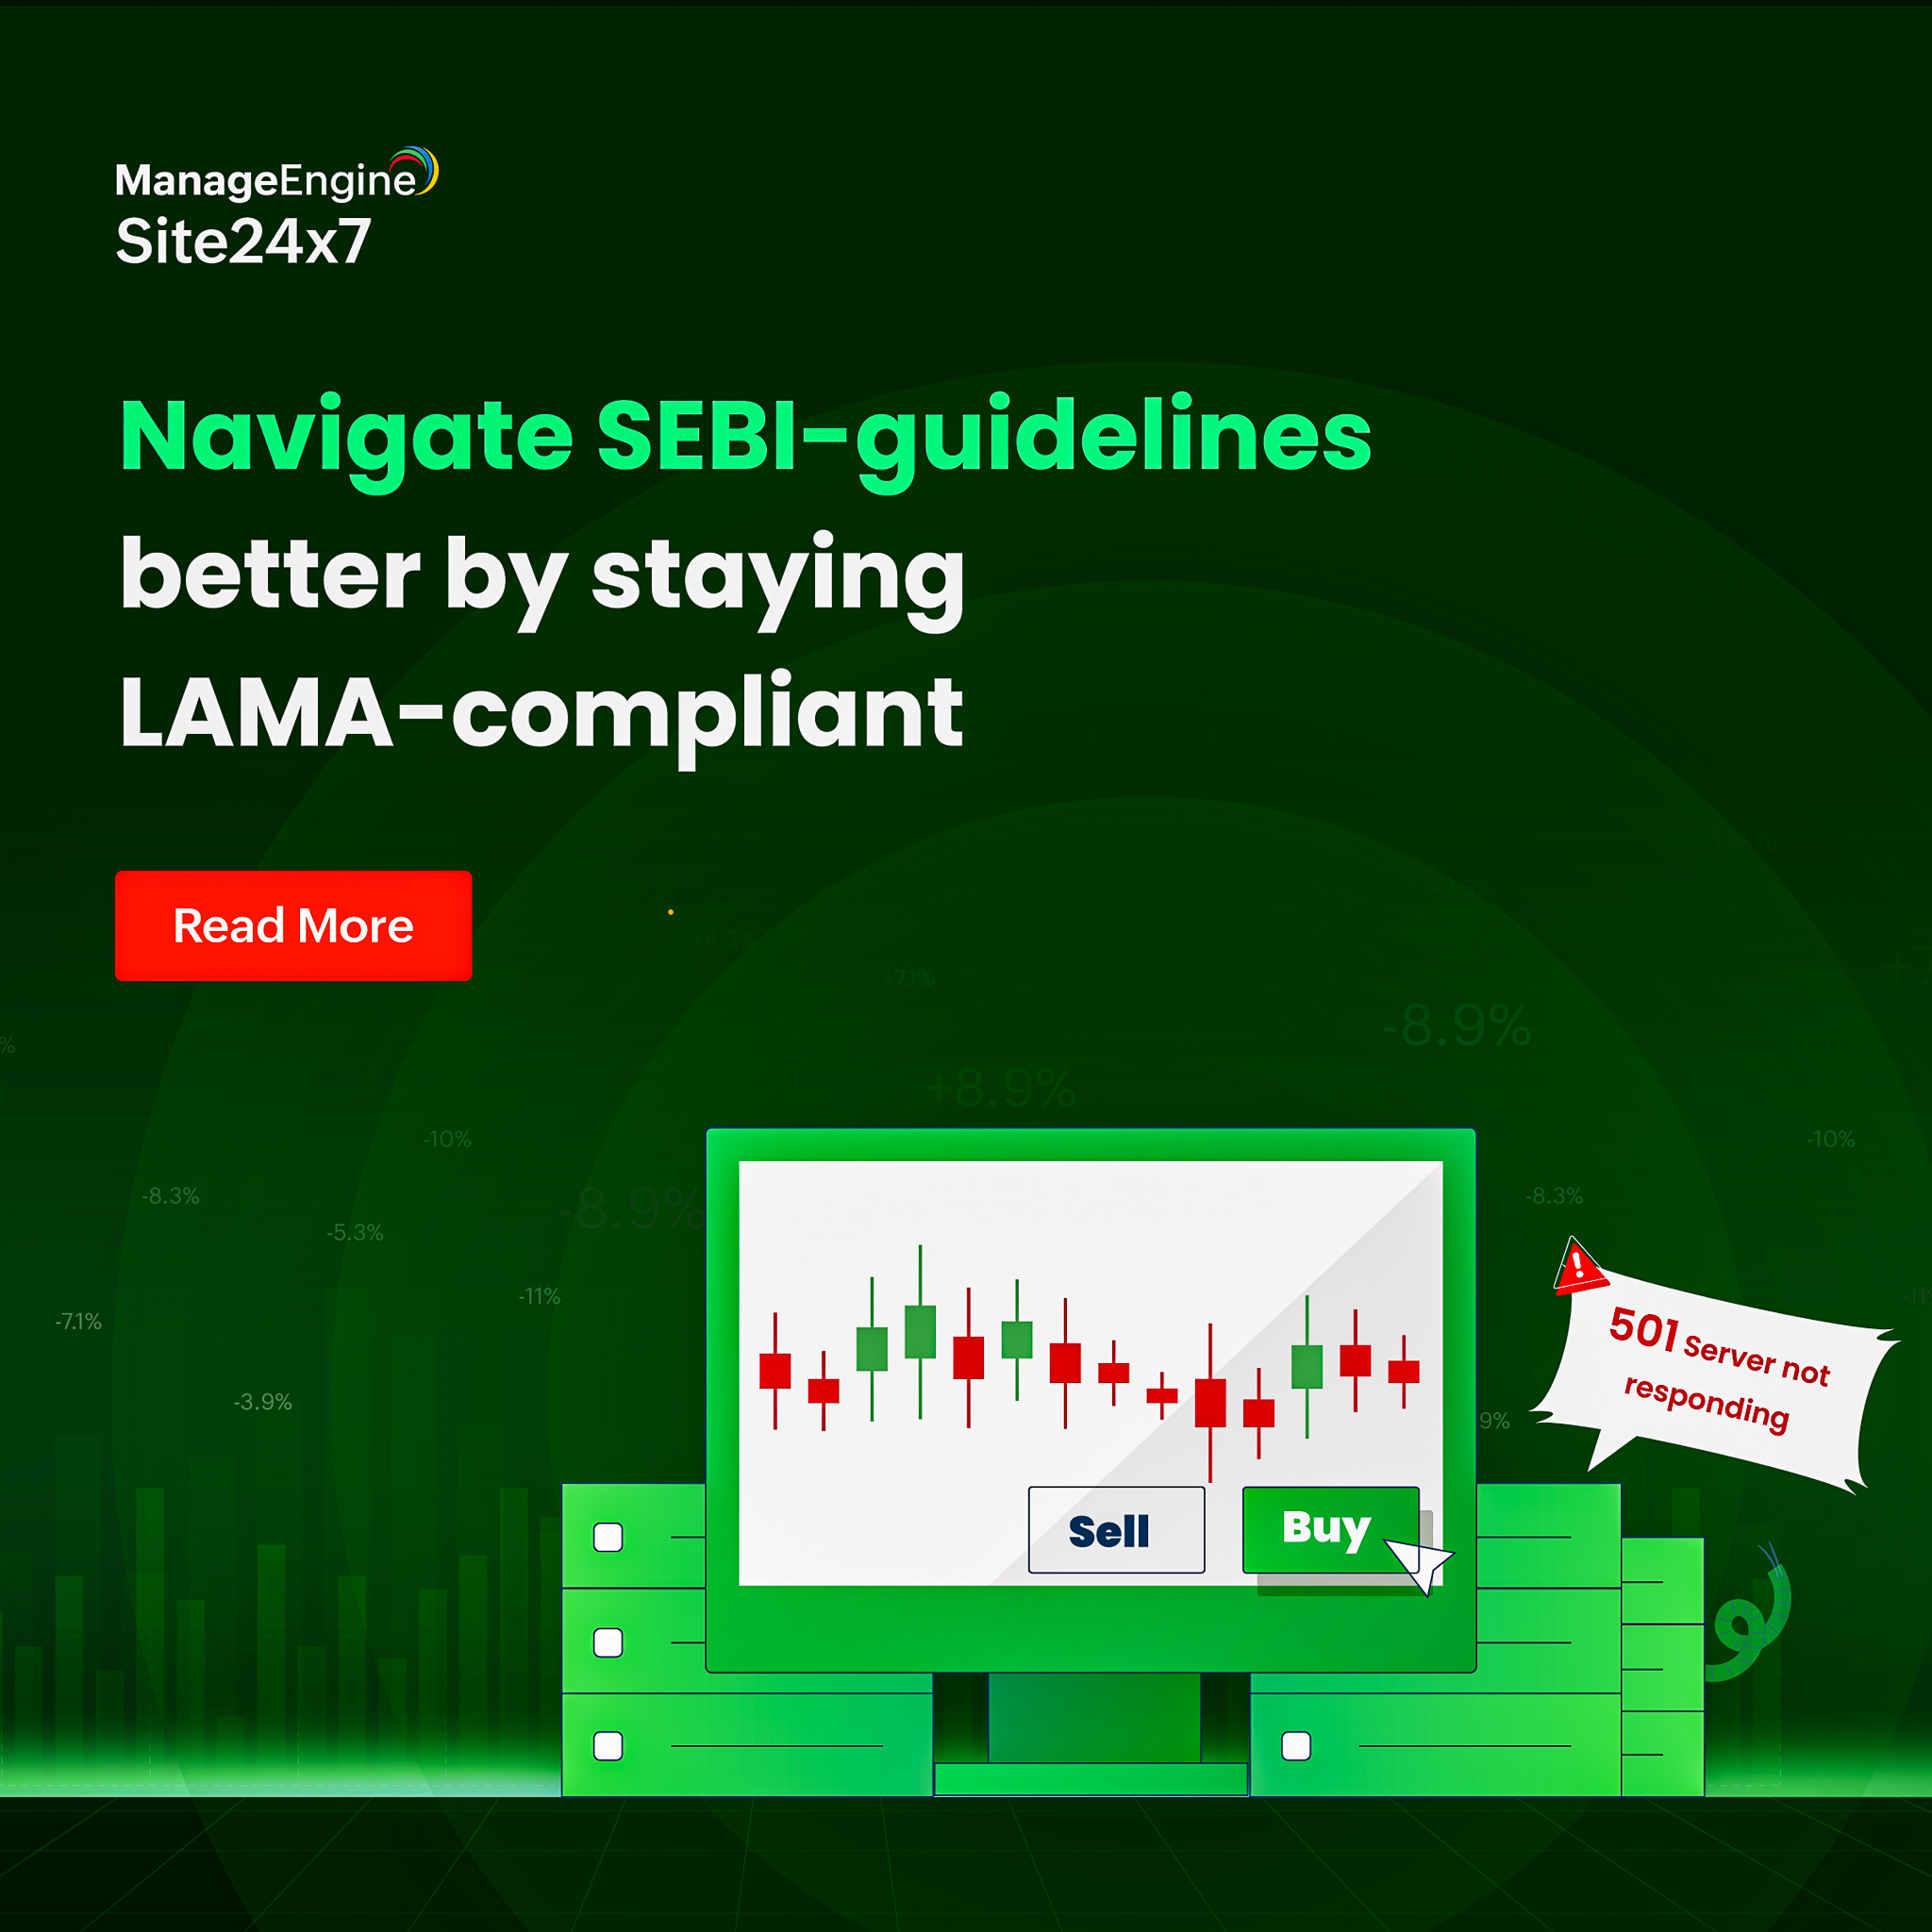 ManageEngine
Site24x7
Navigate SEBI-guidelines
better by staying
LAMA-compliant
Read More
+4.3%
+7.1%
-8.9%
+8.9%
-10%
-10%
-8.3%
-8.9%
-8.3%
-5.3%
-11%
-7.1%
-3.9%
9%
501 Server not
responding
Sell
Buy